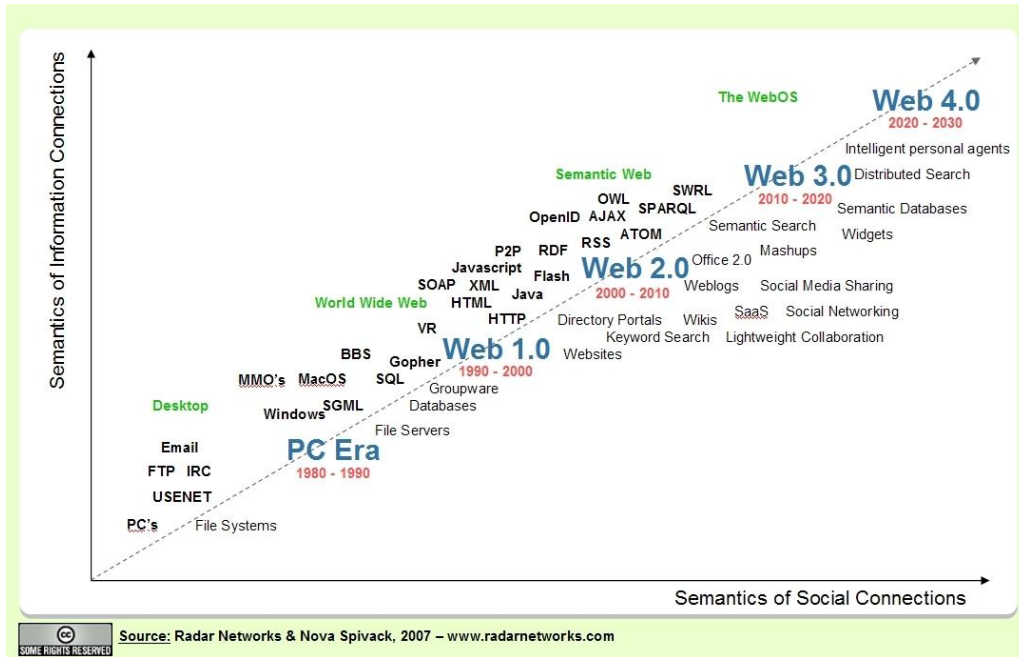 Semantics of Information Connections
The WebOS
Web 4.0
2020 - 2030
Intelligent personal agents
Semantic Web
Web 3.0
2010 - 2020
Distributed Search
SWRL
OWL
SPARQL
Semantic Databases
OpenID
AJAX
Semantic Search
Widgets
ATOM
RSS
Mashups
P2P
RDF
Office 2.0
Javascript
Web 2.0
2000 - 2010
Flash
SOAP
XML
Weblogs
Social Media Sharing
Java
World Wide Web
HTML
SaaS
Social Networking
HTTP
Directory Portals
Wikis
VR
Keyword Search
Lightweight Collaboration
Web 1.0
1990 - 2000
Websites
BBS
Gopher
MMO's
MacOS
SQL
Groupware
Desktop
SGML
Databases
Windows
File Servers
Email
PC Era
1980 - 1990
FTP IRC
USENET
PC's
File Systems
Semantics of Social Connections
cc
SOME RIGHTS RESERVED
Source: Radar Networks & Nova Spivack, 2007 – www.radarnetworks.com